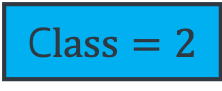 Class = 2